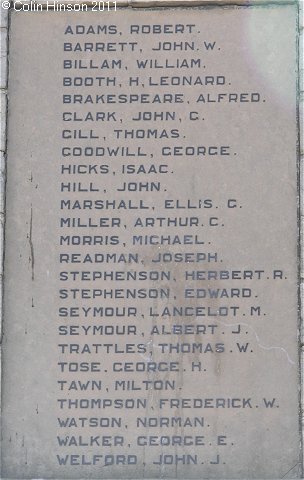 ©Colin Hinson 2011
ADAMS, ROBERT.
BARRETT, JOHN. W.
BILLAM, WILLIAM.
BOOTH, H, LEONARD.
BRAKESPEARE, ALFRED.
CLARK, JOHN, G.
GILL, THOMAS.
GOODWILL, GEORGE.
HICKS, ISAAC.
HILL, JOHN.
MARSHALL, ELLIS. G.
MILLER, ARTHUR. C.
MORRIS, MICHAEL.
READMAN, JOSEPH.
STEPHENSON, HERBERT. R.
STEPHENSON, EDWARD.
SEYMOUR, LANCELOT. M.
SEYMOUR, ALBERT. J.
TRATTLES, THOMAS. W.
TOSE. GEORGE. H.
TAWN, MILTON.
THOMPSON, FREDERICK. W.
WATSON, NORMAN.
WALKER, GEORGE. E.
WELFORD, JOHN. J.